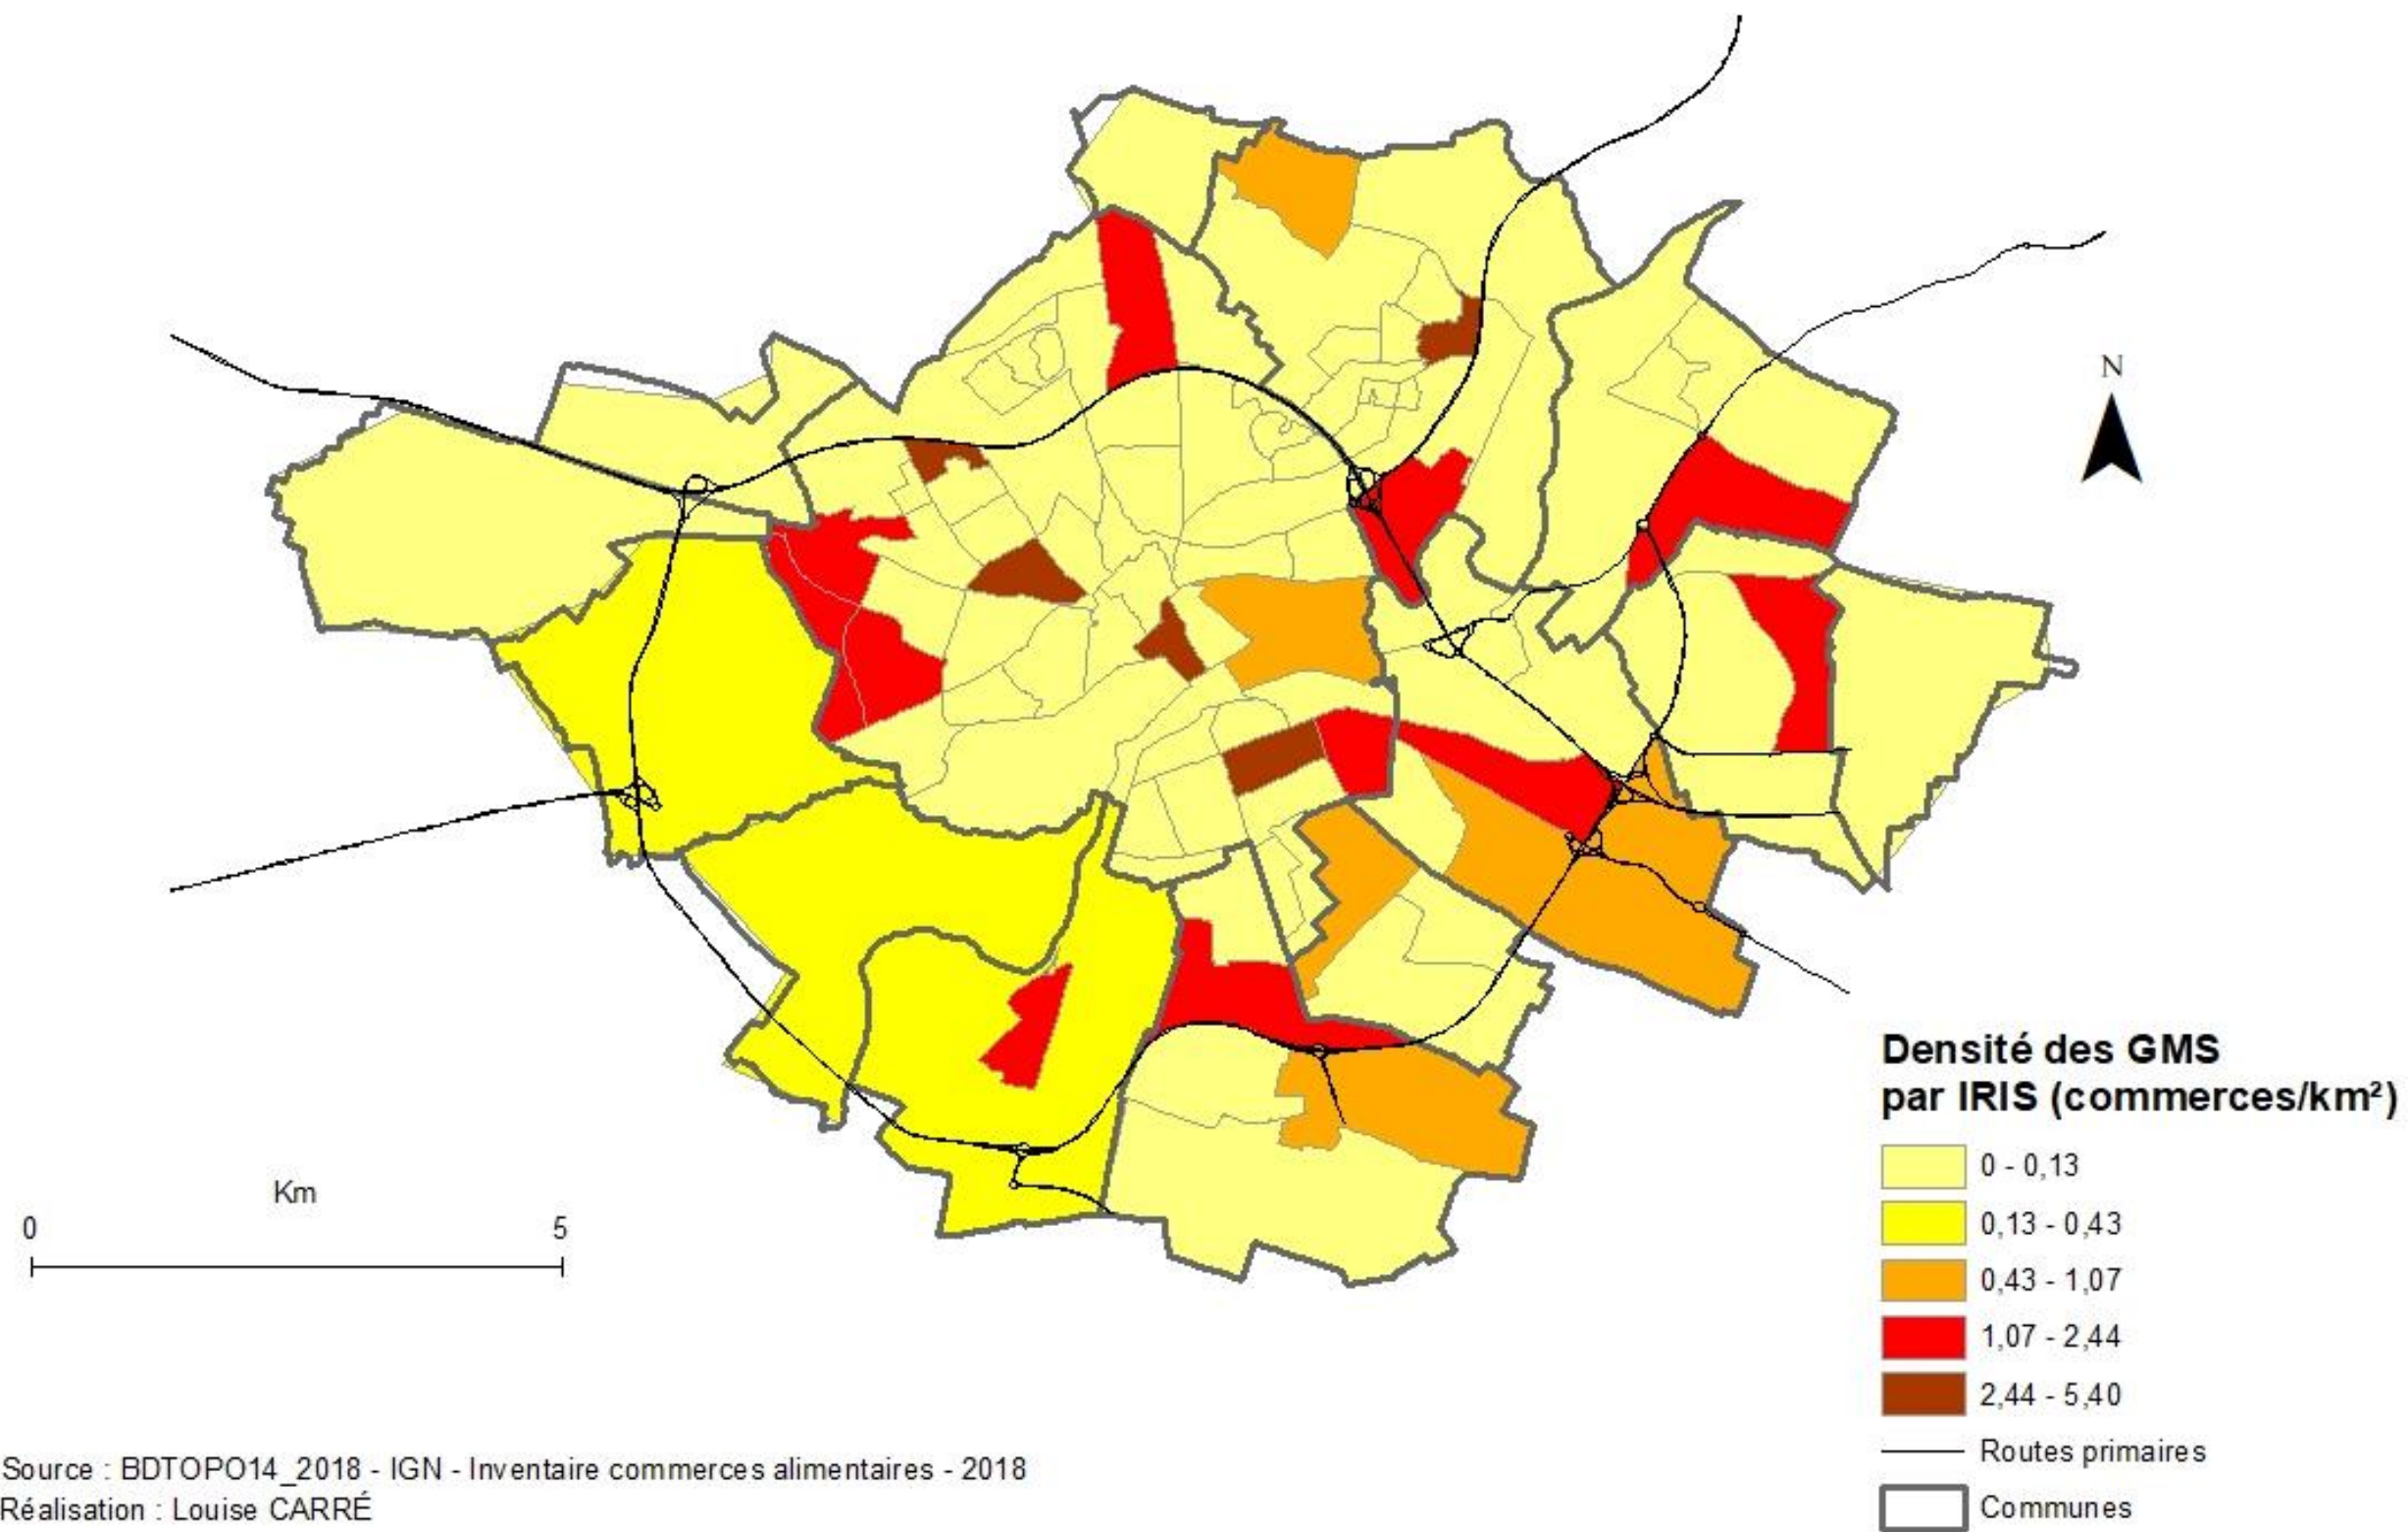 N
Densité des GMS
par IRIS (commerces/km²)
0 - 0,13
0,13 - 0,43
0,43 - 1,07
1,07 - 2,44
2,44 - 5,40
Routes primaires
Communes
Km
0 5
Source : BDTOPO14_2018 - IGN - Inventaire commerces alimentaires - 2018
Réalisation : Louise CARRÉ